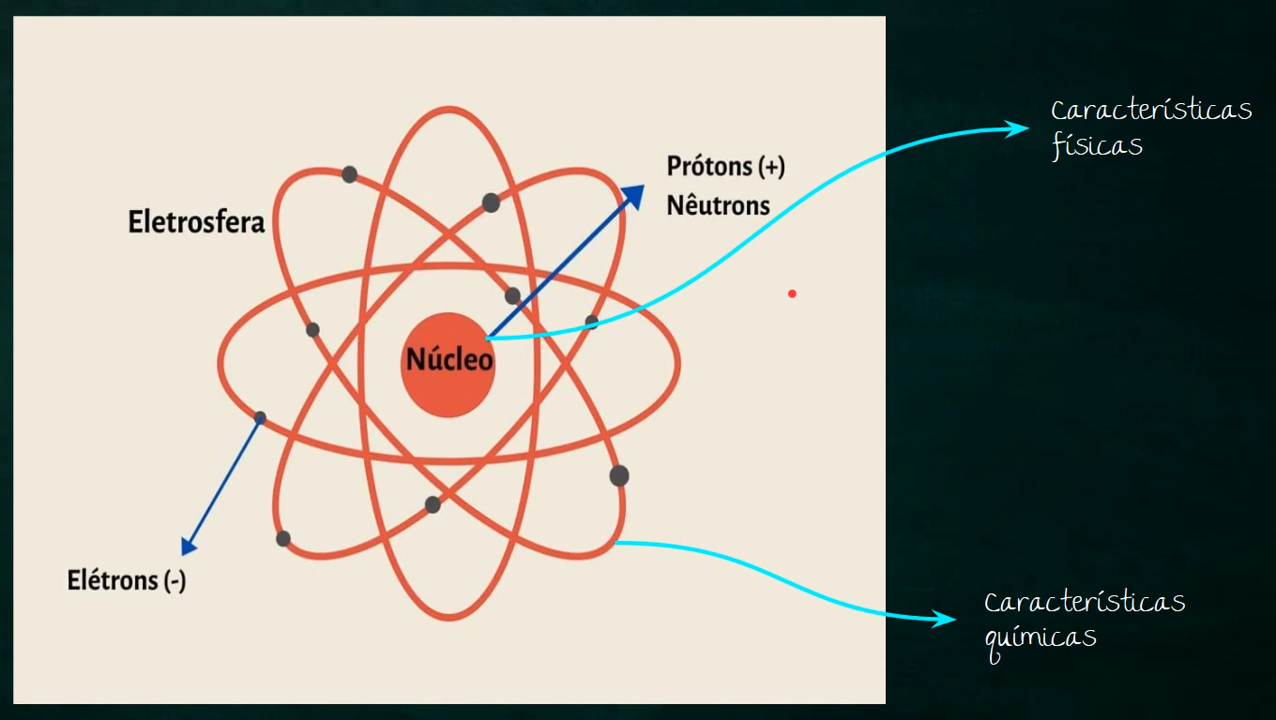 Características
físicas
Prótons (+)
Nêutrons
Eletrosfera
Núcleo
Elétrons (-)
Características
químicas